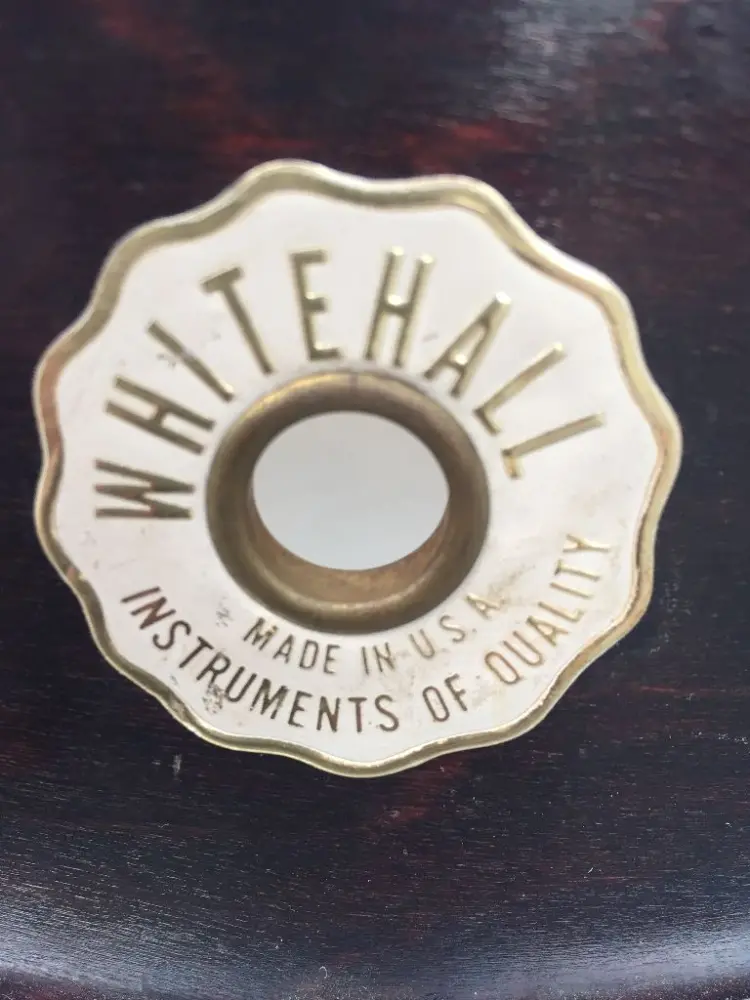 WHITEHALL
MADE IN U.S.A.
INSTRUMENTS OF QUALITY